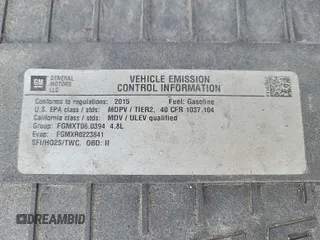 GM
GENERAL MOTORS LLC
VEHICLE EMISSION
CONTROL INFORMATION
Conforms to regulations: 2015 Fuel: Gasoline
U.S. EPA class / stds: MDPV / TIER2, 40 CFR 1037.104
California class / stds: MDV / ULEV qualified
Group: FGMXT06.0394 4.8L
Evap: FGMXR0223841
SFI/HO2S/TWC, OBD: II
DREAMBID